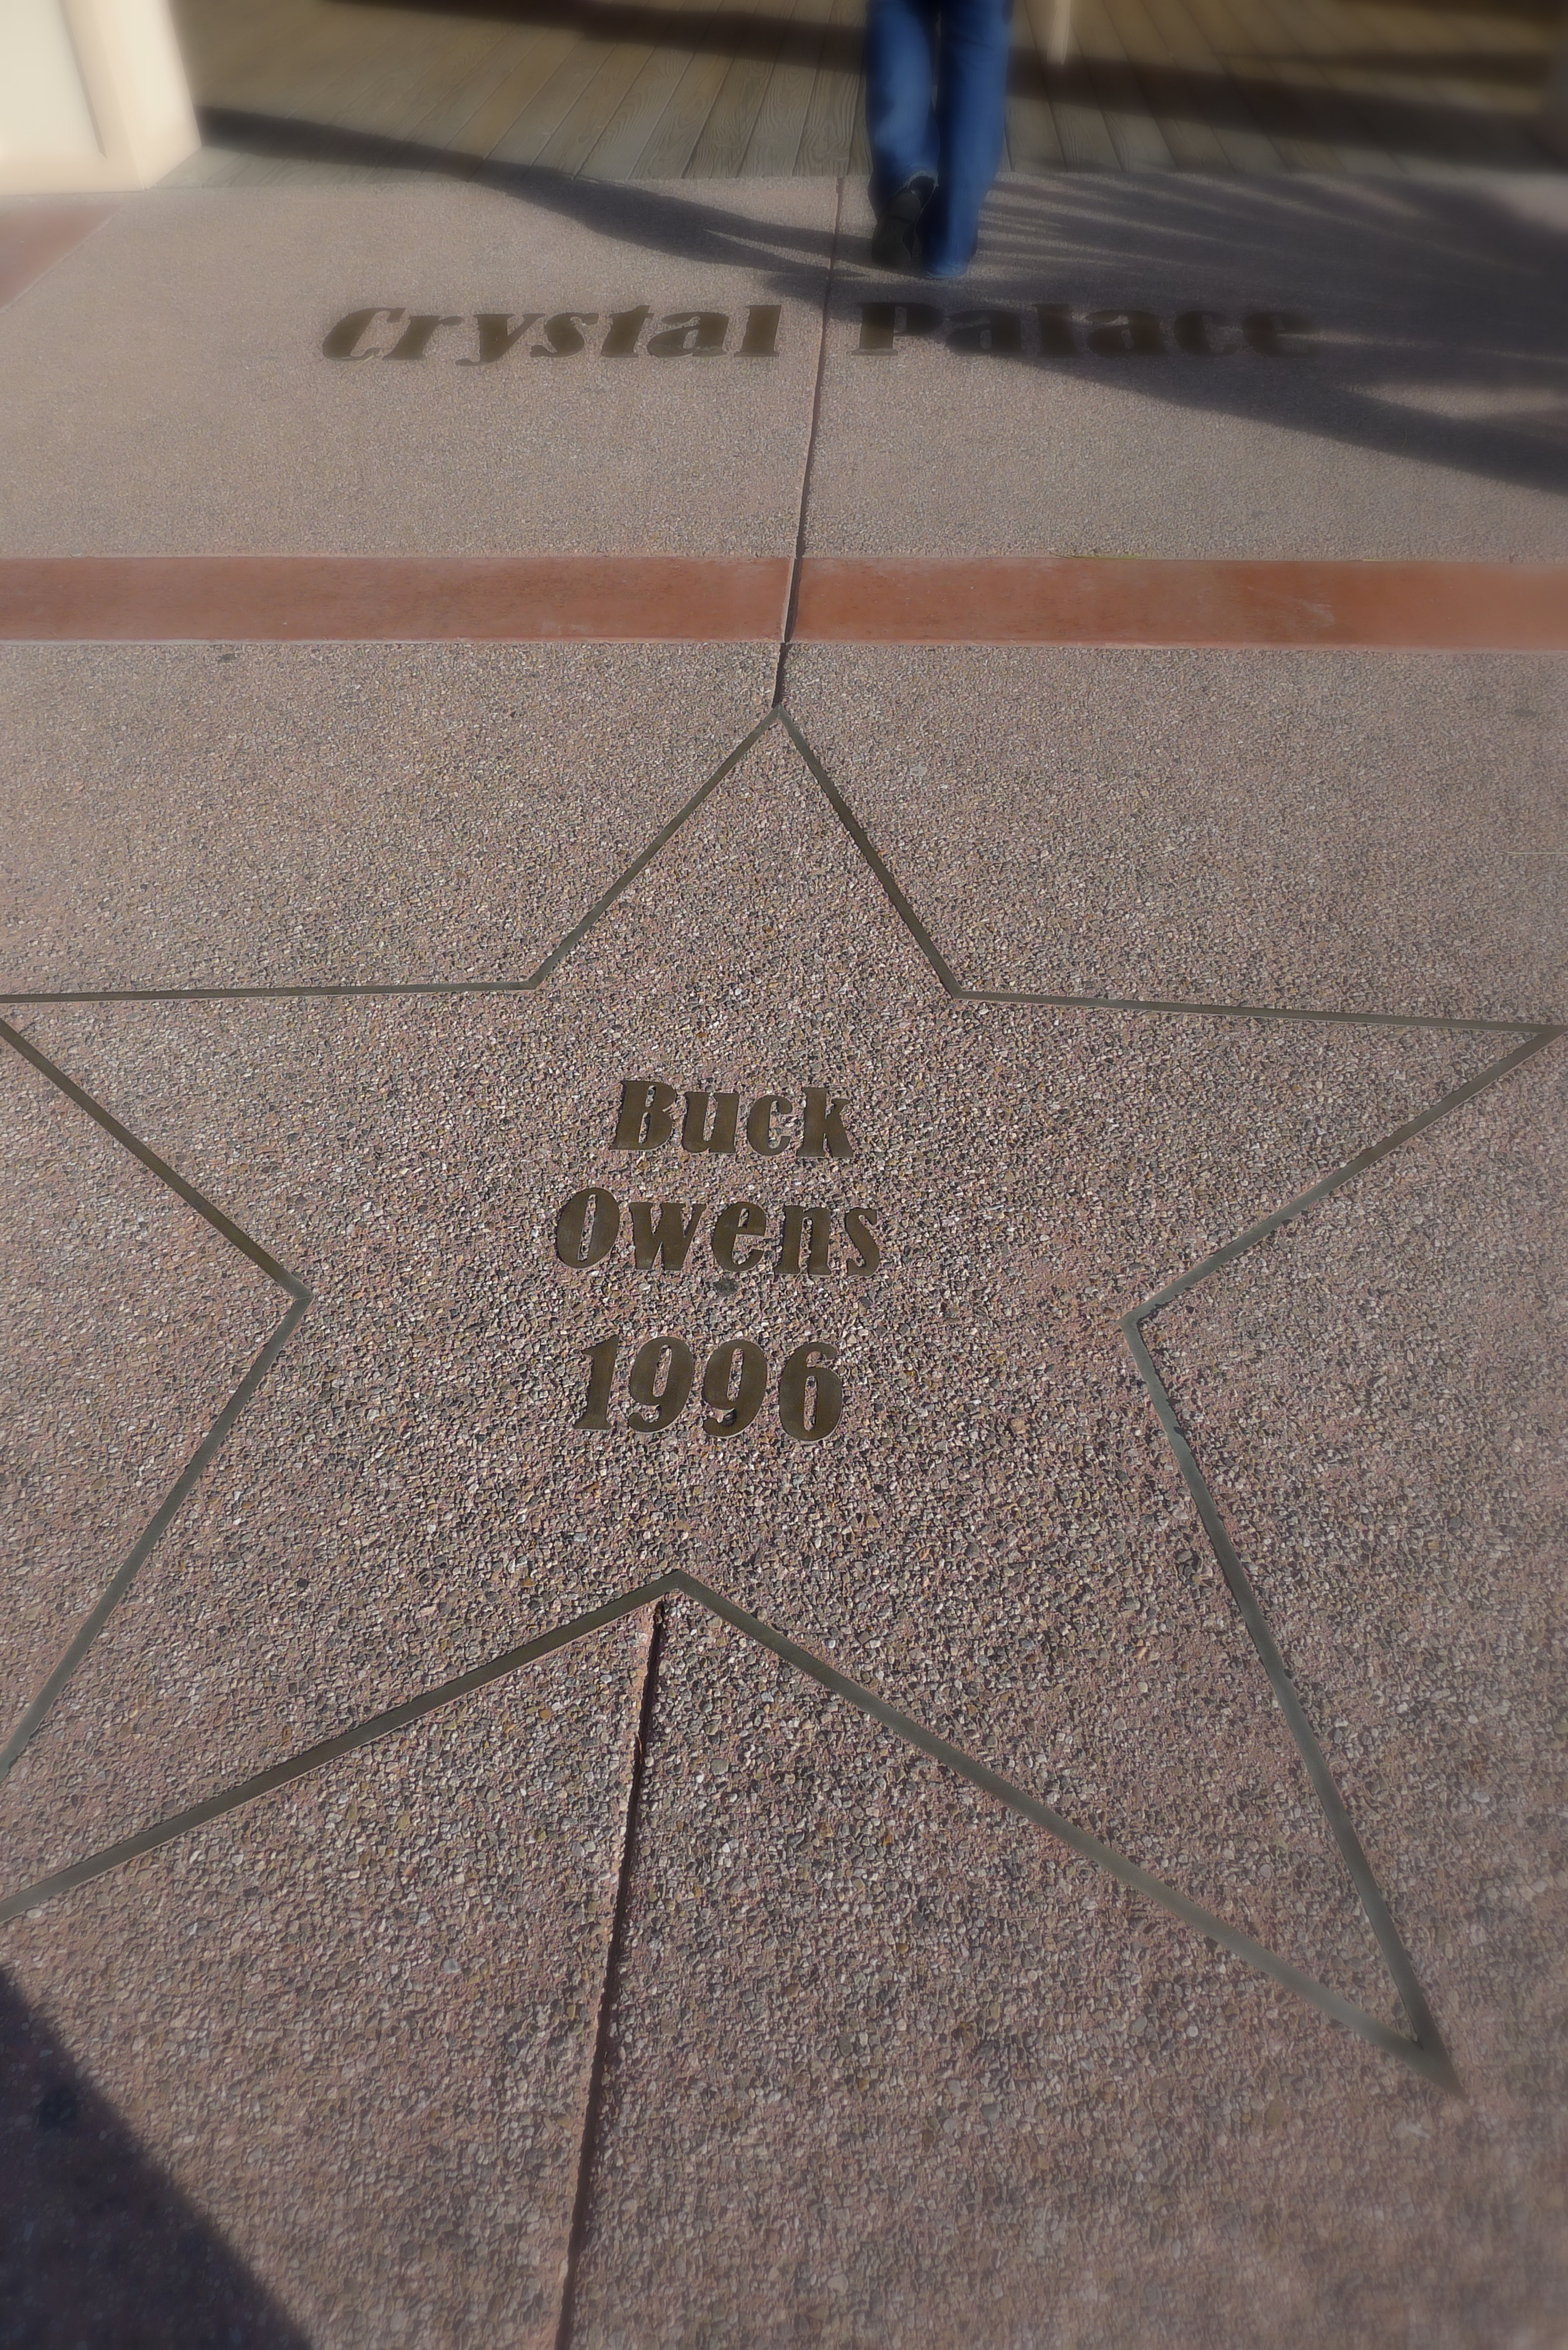 Crystal Palace
Buck
Owens
1996